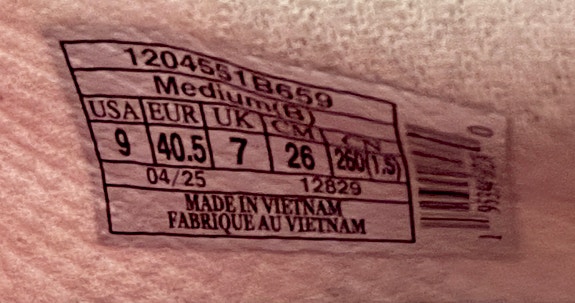 1204551B659
Medium(B)
USA EUR UK CM CN
9 40.5 7 26 260(1.5)
04/25 12829
MADE IN VIETNAM
FABRIQUE AU VIETNAM